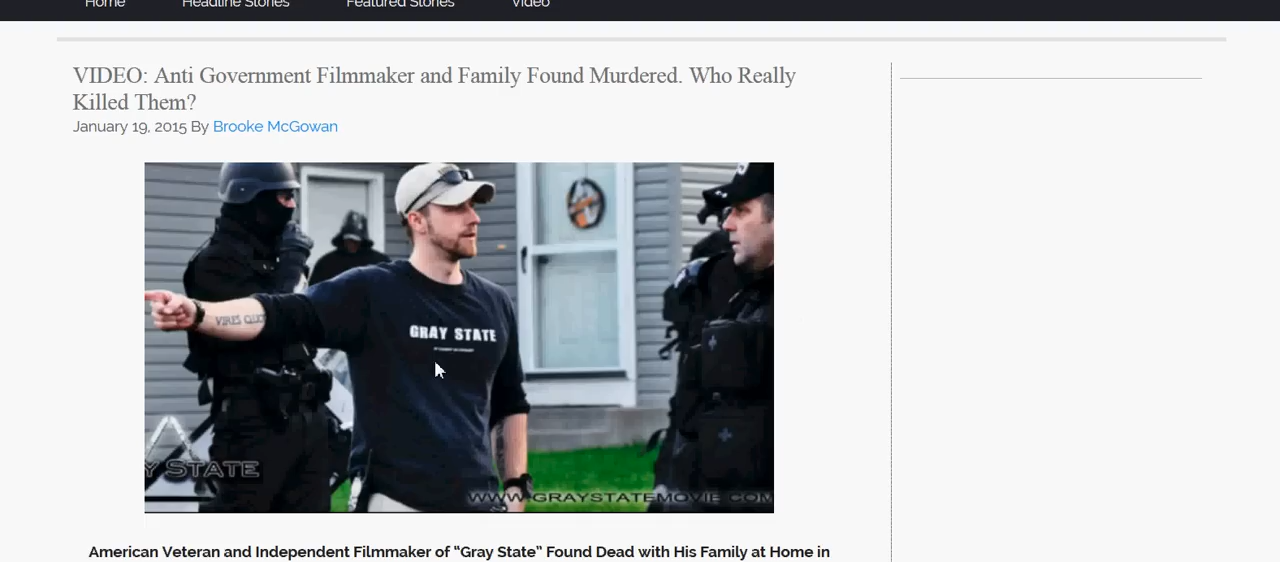 Home Headline Stories Featured Stories Video
VIDEO: Anti Government Filmmaker and Family Found Murdered. Who Really
Killed Them?
January 19, 2015 By Brooke McGowan
VIRES
GRAY STATE
Y STATE
WWW.GRAYSTATEMOVIE.COM
American Veteran and Independent Filmmaker of “Gray State” Found Dead with His Family at Home in